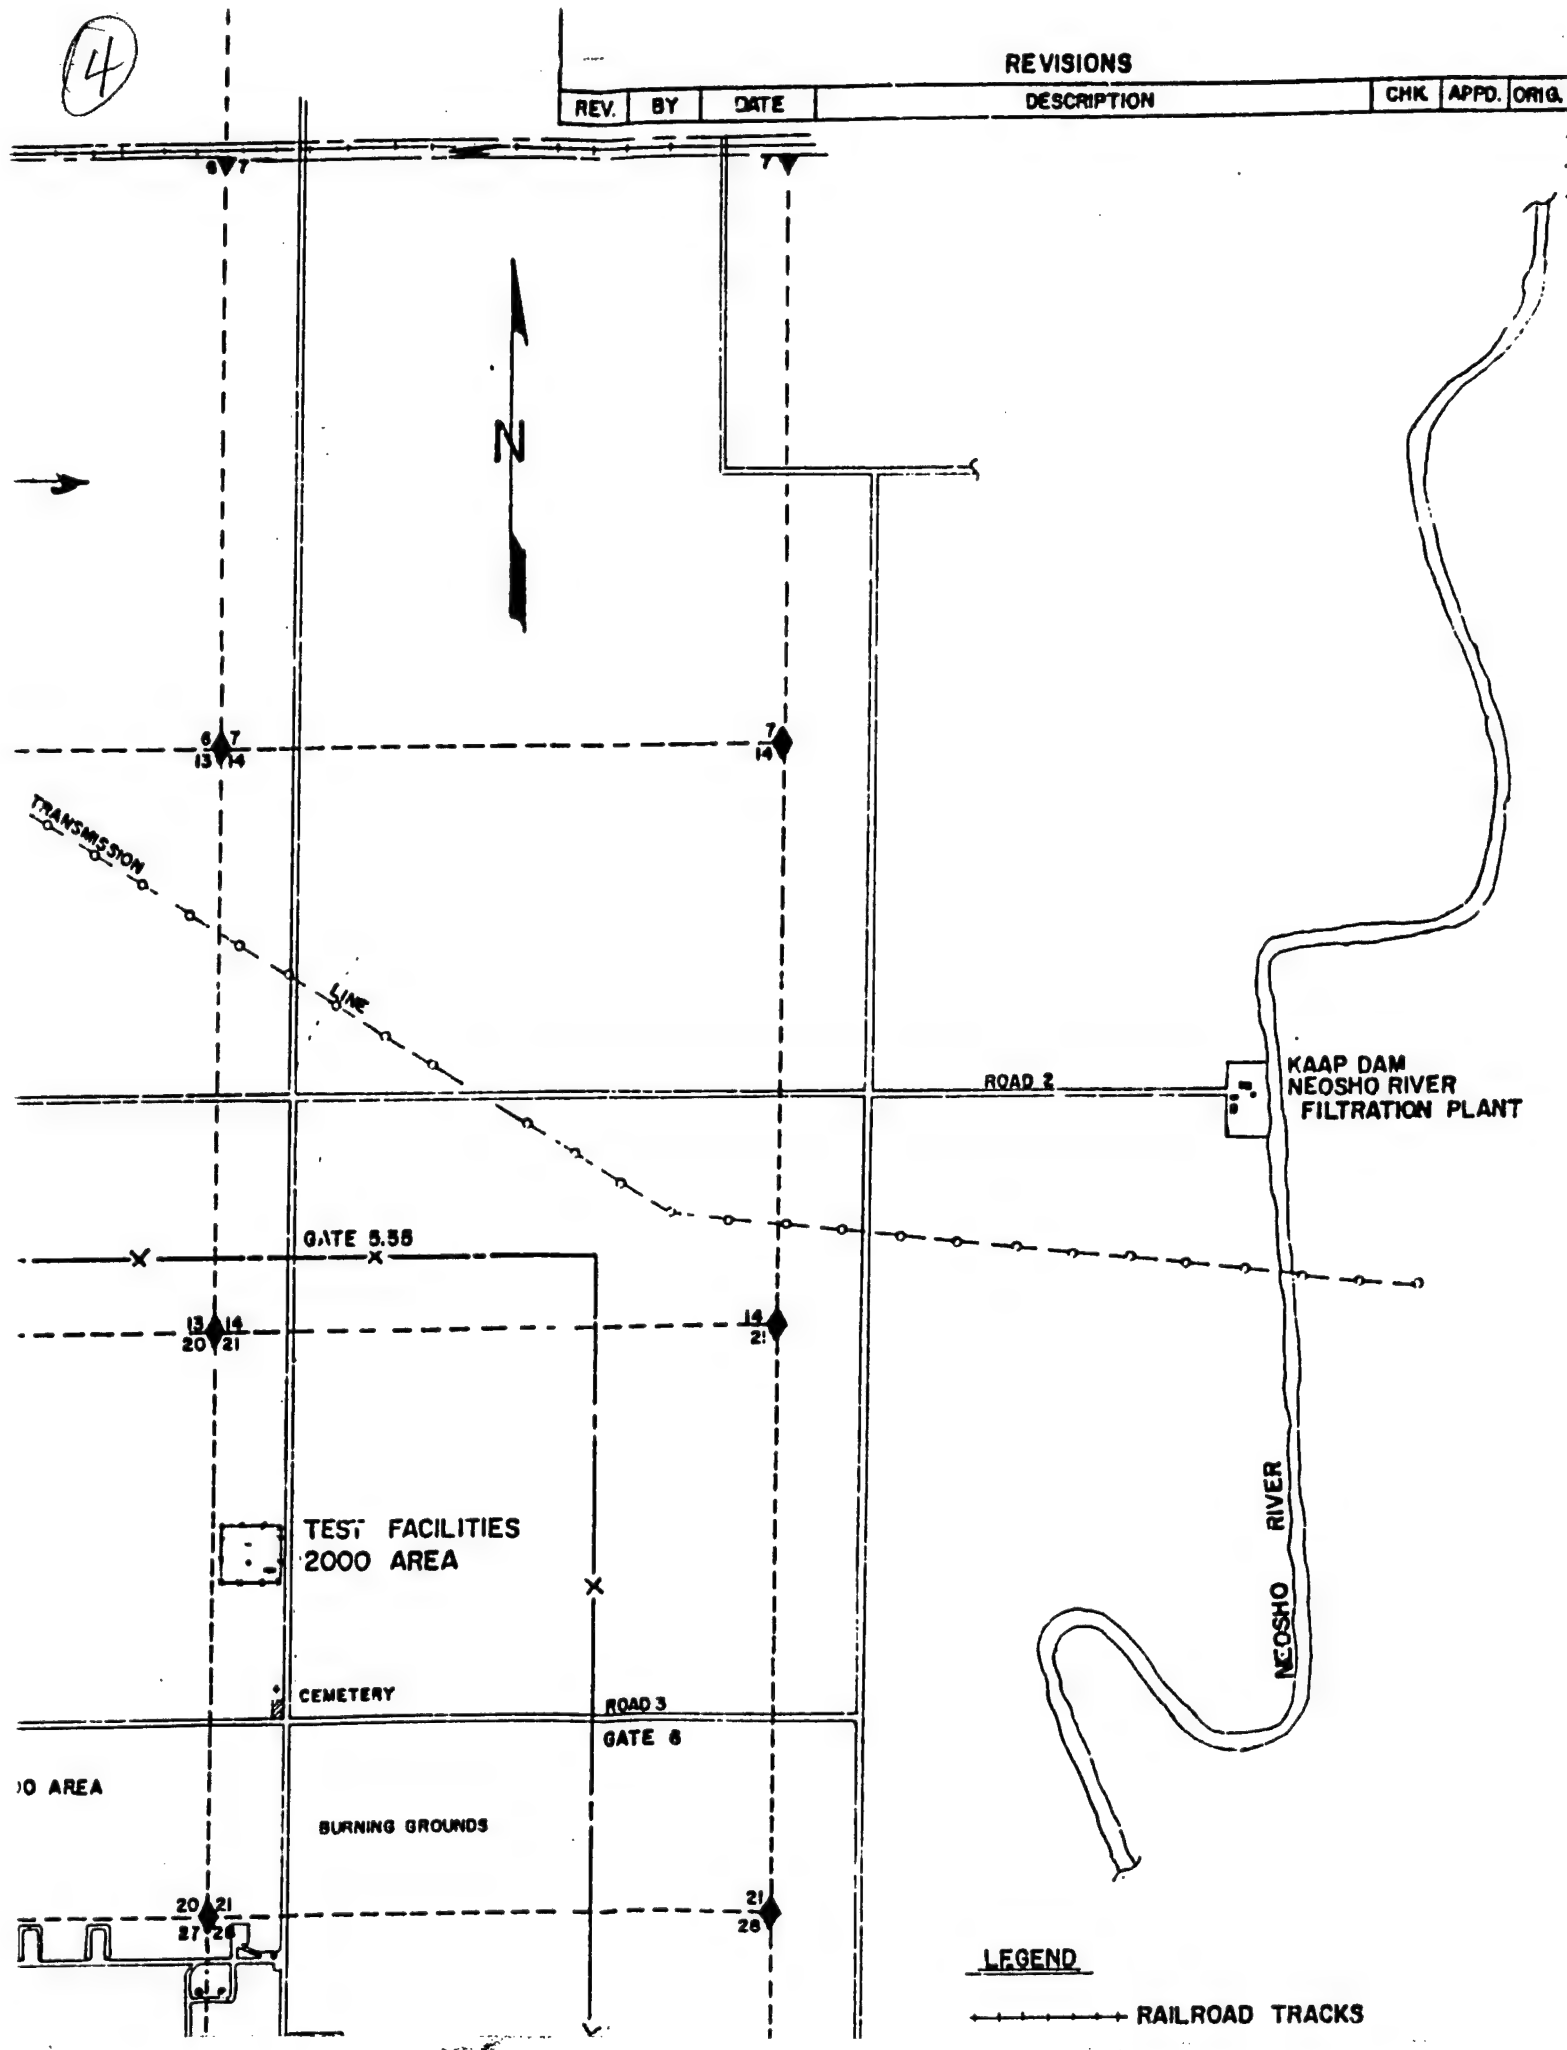 4
REVISIONS
REV. BY DATE DESCRIPTION CHK APPD. ORIG.
6 7
7
N
6 7
13 14
7
14
TRANSMISSION
LINE
ROAD 2
KAAP DAM
NEOSHO RIVER
FILTRATION PLANT
GATE 5.55
13 14
20 21
14
21
NEOSHO RIVER
TEST FACILITIES
2000 AREA
CEMETERY
ROAD 3
GATE 6
AREA
BURNING GROUNDS
20 21
27 28
21
28
LEGEND
RAILROAD TRACKS